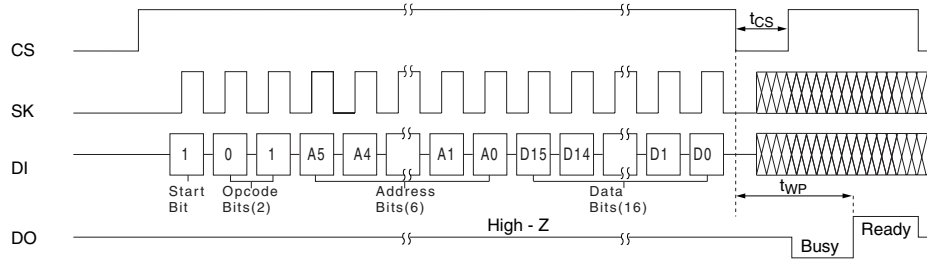 CS
tCS
SK
DI
1 0 1 A5 A4 A1 A0 D15 D14 D1 D0
Start
Bit
Opcode
Bits(2)
Address
Bits(6)
Data
Bits(16)
tWP
DO
High - Z
Busy
Ready